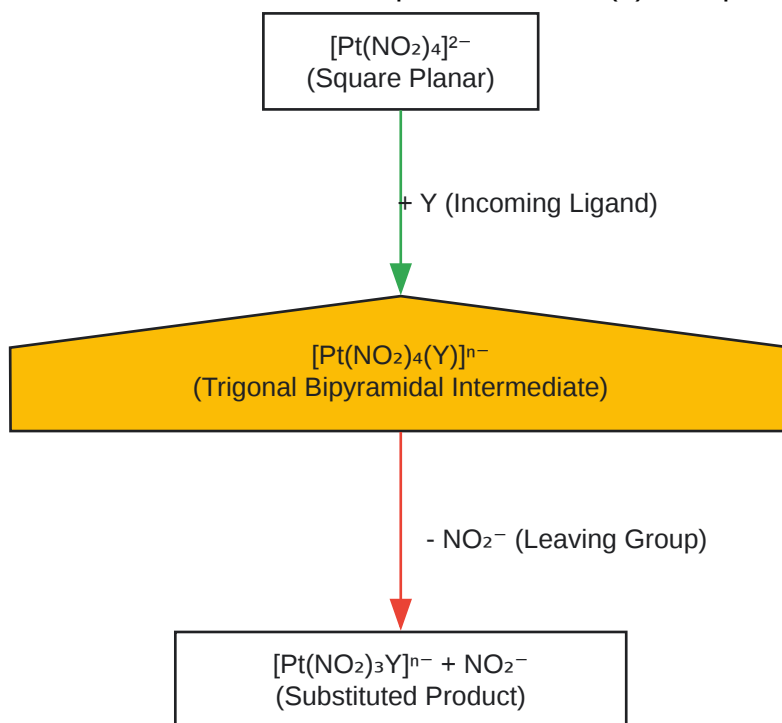 [Pt(NO₂)₄]²⁻
(Square Planar)
+ Y (Incoming Ligand)
[Pt(NO₂)₄(Y)]ⁿ⁻
(Trigonal Bipyramidal Intermediate)
- NO₂⁻ (Leaving Group)
[Pt(NO₂)₃Y]ⁿ⁻ + NO₂⁻
(Substituted Product)